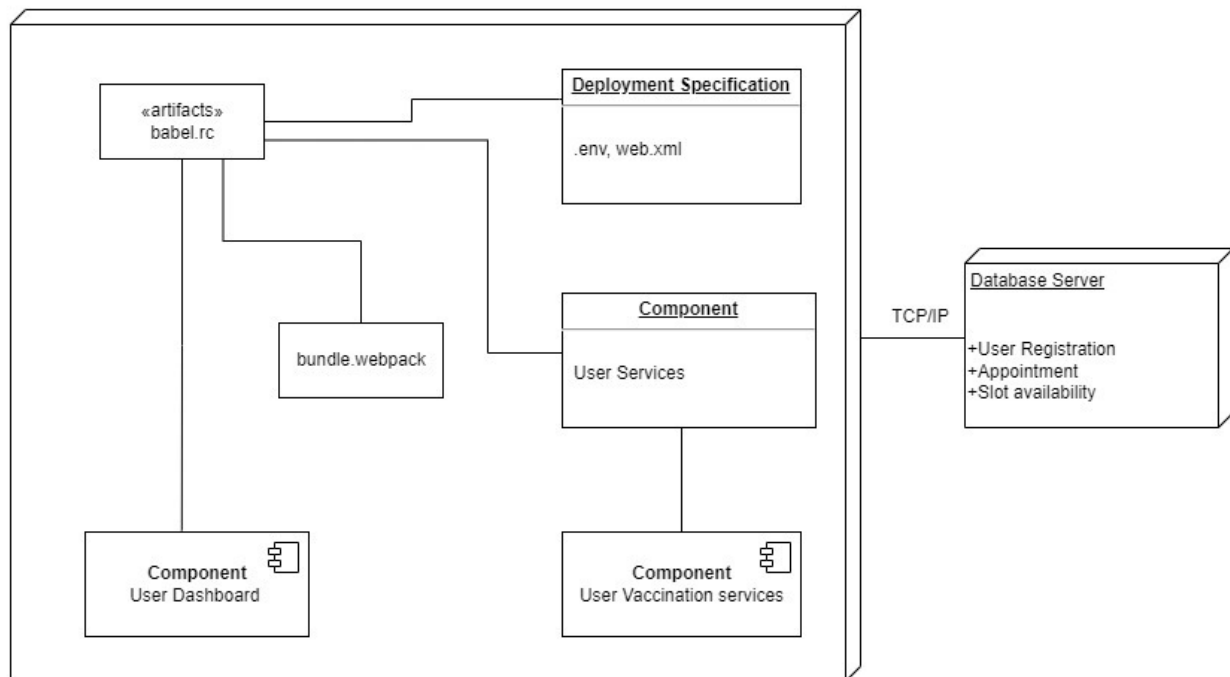 «artifacts»
babel.rc
Deployment Specification
.env, web.xml
bundle.webpack
Component
User Services
TCP/IP
Database Server
+User Registration
+Appointment
+Slot availability
Component
User Dashboard
Component
User Vaccination services